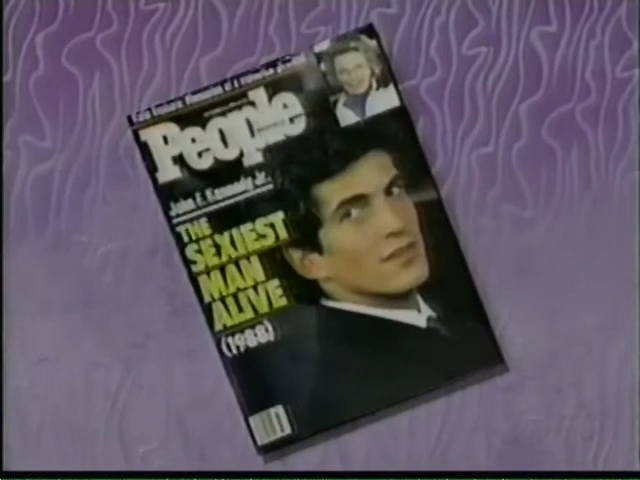 People
John F. Kennedy Jr.
THE
SEXIEST
MAN
ALIVE
(1988)